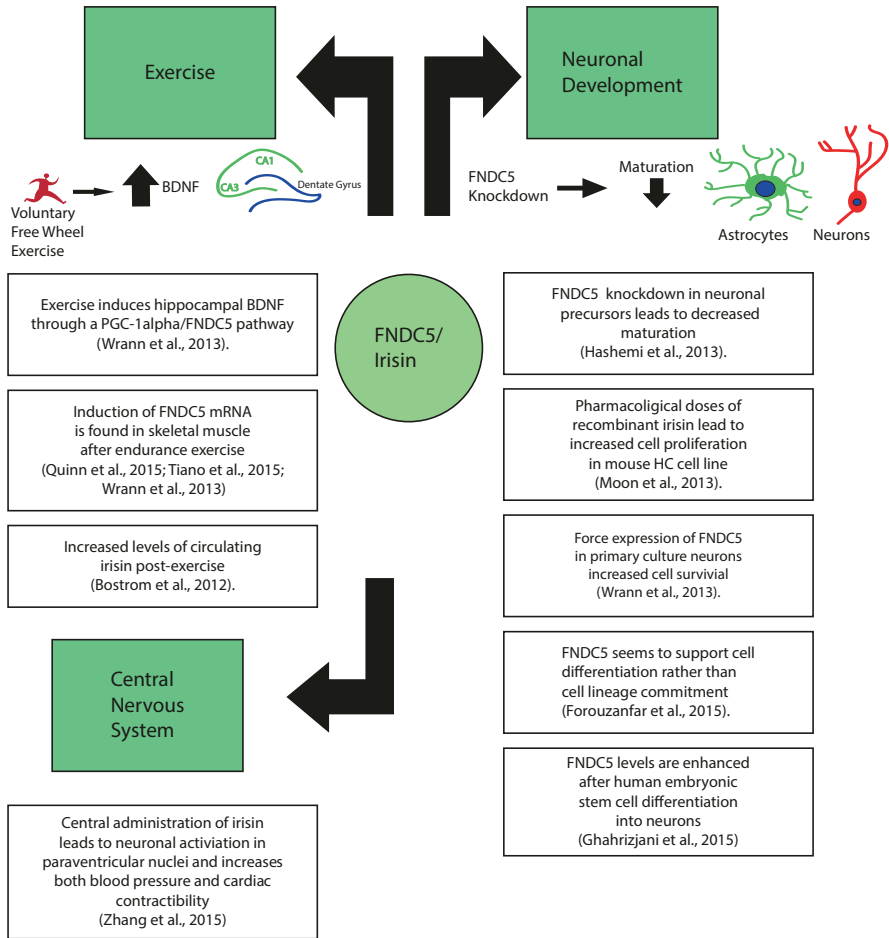 Exercise
Neuronal
Development
Voluntary
Free Wheel
Exercise
BDNF
CA1
CA3
Dentate Gyrus
FNDC5
Knockdown
Maturation
Astrocytes
Neurons
Exercise induces hippocampal BDNF
through a PGC-1alpha/FNDC5 pathway
(Wrann et al., 2013).
Induction of FNDC5 mRNA
is found in skeletal muscle
after endurance exercise
(Quinn et al., 2015; Tiano et al., 2015;
Wrann et al., 2013)
Increased levels of circulating
irisin post-exercise
(Bostrom et al., 2012).
FNDC5/
Irisin
FNDC5 knockdown in neuronal
precursors leads to decreased
maturation
(Hashemi et al., 2013).
Pharmacoligical doses of
recombinant irisin lead to
increased cell proliferation
in mouse HC cell line
(Moon et al., 2013).
Force expression of FNDC5
in primary culture neurons
increased cell survivial
(Wrann et al., 2013).
FNDC5 seems to support cell
differentiation rather than
cell lineage commitment
(Forouzanfar et al., 2015).
FNDC5 levels are enhanced
after human embryonic
stem cell differentiation
into neurons
(Ghahrizjani et al., 2015)
Central
Nervous
System
Central administration of irisin
leads to neuronal activiation in
paraventricular nuclei and increases
both blood pressure and cardiac
contractibility
(Zhang et al., 2015)